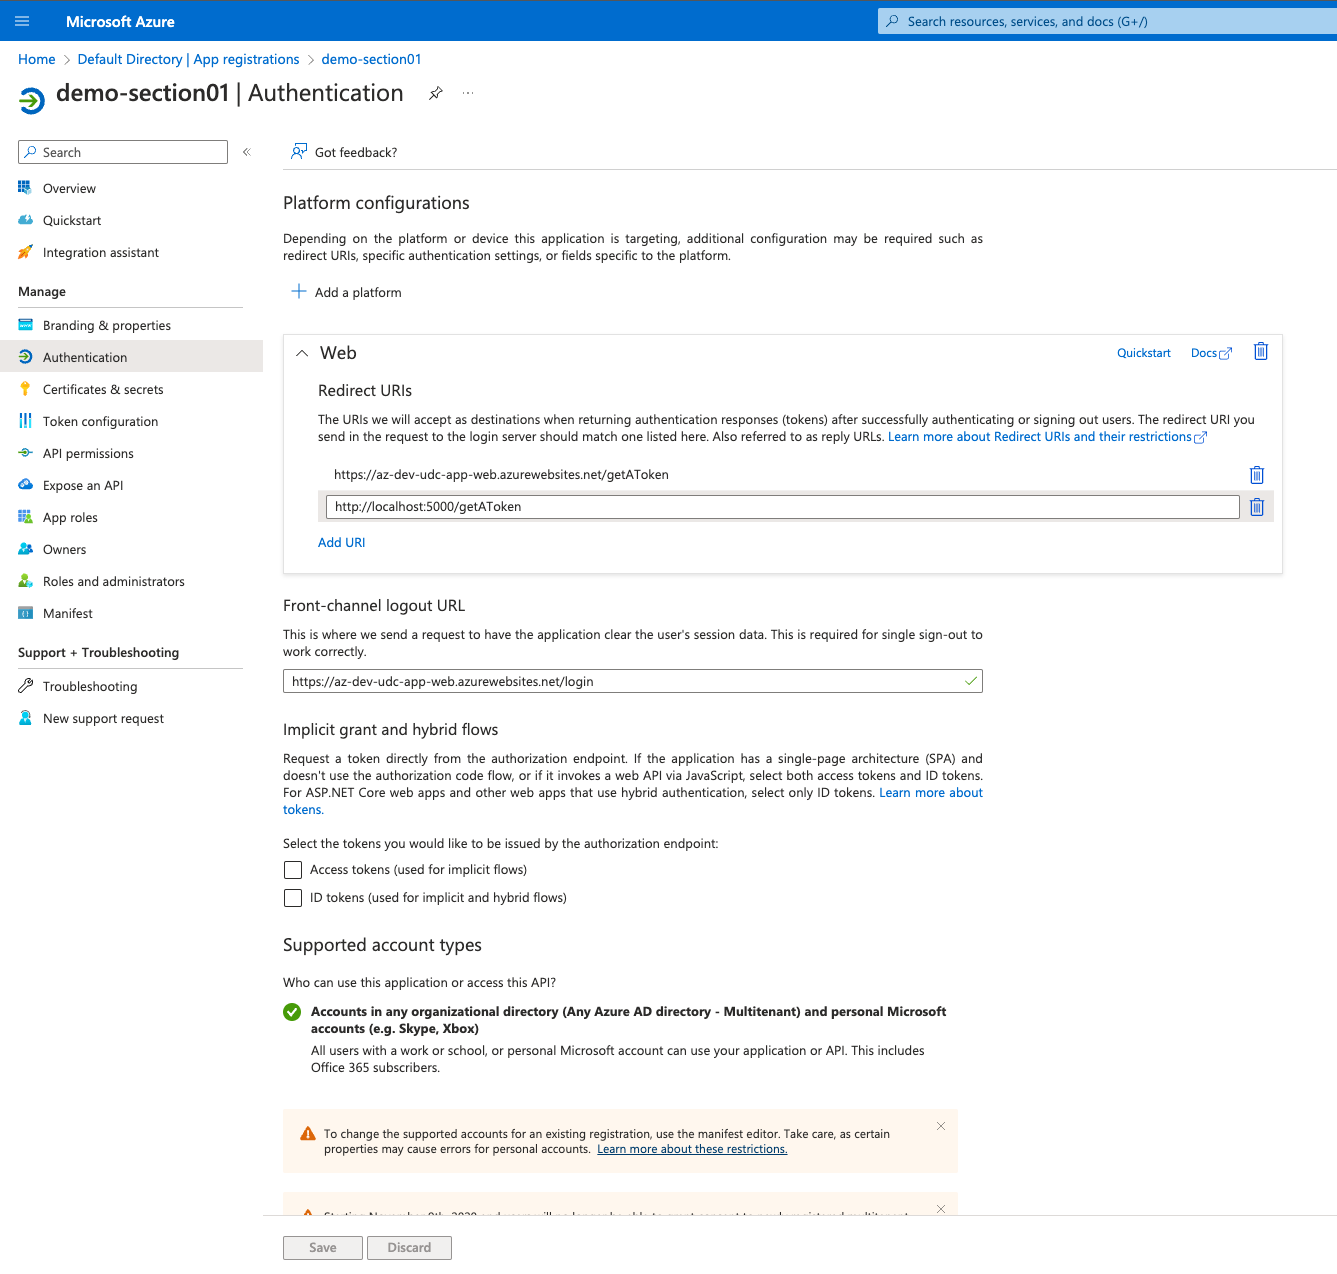 Microsoft Azure
Search resources, services, and docs (G+/)
Home > Default Directory | App registrations > demo-section01
demo-section01 | Authentication
Search
Overview
Quickstart
Integration assistant
Manage
Branding & properties
Authentication
Certificates & secrets
Token configuration
API permissions
Expose an API
App roles
Owners
Roles and administrators
Manifest
Support + Troubleshooting
Troubleshooting
New support request
Got feedback?
Platform configurations
Depending on the platform or device this application is targeting, additional configuration may be required such as
redirect URIs, specific authentication settings, or fields specific to the platform.
Add a platform
Web
Quickstart
Docs
Redirect URIs
The URIs we will accept as destinations when returning authentication responses (tokens) after successfully authenticating or signing out users. The redirect URI you
send in the request to the login server should match one listed here. Also referred to as reply URLs. Learn more about Redirect URIs and their restrictions
https://az-dev-udc-app-web.azurewebsites.net/getAToken
http://localhost:5000/getAToken
Add URI
Front-channel logout URL
This is where we send a request to have the application clear the user's session data. This is required for single sign-out to
work correctly.
https://az-dev-udc-app-web.azurewebsites.net/login
Implicit grant and hybrid flows
Request a token directly from the authorization endpoint. If the application has a single-page architecture (SPA) and
doesn't use the authorization code flow, or if it invokes a web API via JavaScript, select both access tokens and ID tokens.
For ASP.NET Core web apps and other web apps that use hybrid authentication, select only ID tokens. Learn more about
tokens.
Select the tokens you would like to be issued by the authorization endpoint:
Access tokens (used for implicit flows)
ID tokens (used for implicit and hybrid flows)
Supported account types
Who can use this application or access this API?
Accounts in any organizational directory (Any Azure AD directory - Multitenant) and personal Microsoft
accounts (e.g. Skype, Xbox)
All users with a work or school, or personal Microsoft account can use your application or API. This includes
Office 365 subscribers.
To change the supported accounts for an existing registration, use the manifest editor. Take care, as certain
properties may cause errors for personal accounts. Learn more about these restrictions.
Save
Discard